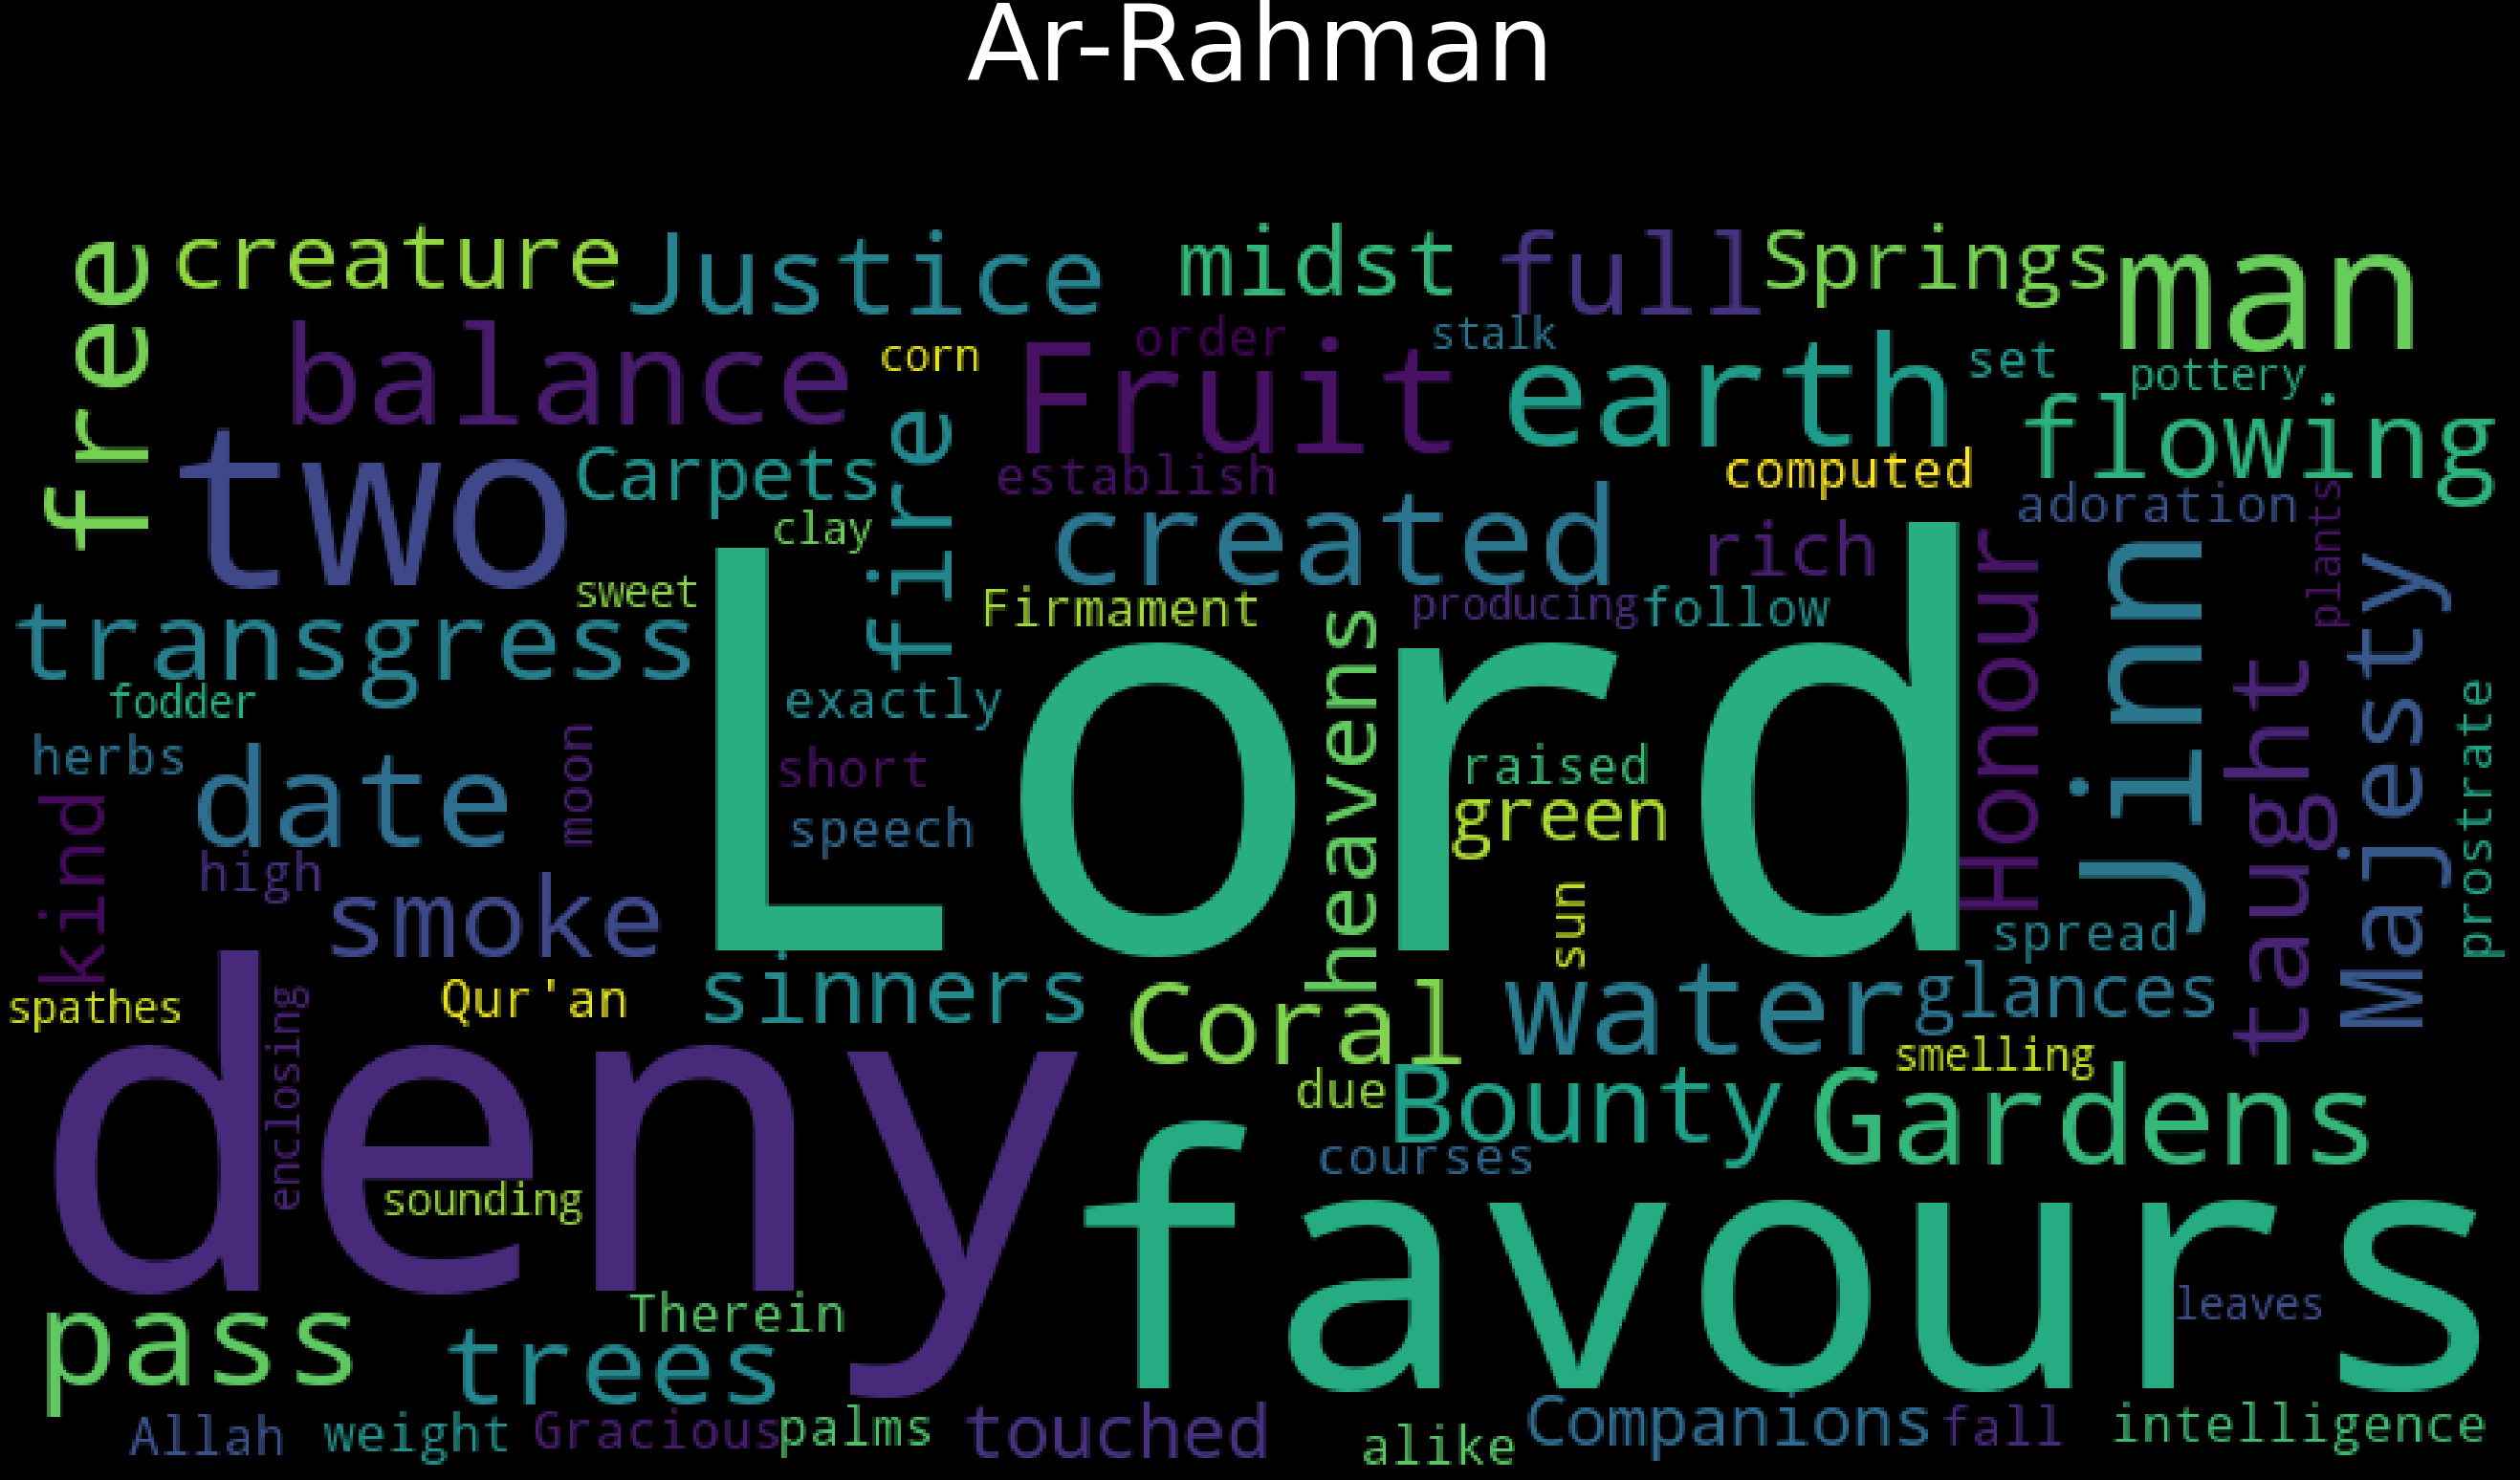 Ar-Rahman
free
creature
Justice
midst
full
Springs
man
balance
corn
order
stalk
Fruit
earth
set
pottery
two
Carpets
fire
establish
computed
flowing
clay
created
rich
adoration
plants
sweet
Firmament
producing
follow
Honour
Jinn
Majesty
transgress
Lord
heavens
fodder
exactly
taught
prostrate
herbs
date
moon
short
raised
kind
high
speech
green
smoke
sun
spread
spathes
Qur'an
sinners
Coral
water
glances
enclosing
deny
due
Bounty
smelling
Gardens
sounding
courses
favours
pass
Therein
trees
leaves
Allah
weight
Gracious
palms
touched
alike
Companions
fall
intelligence